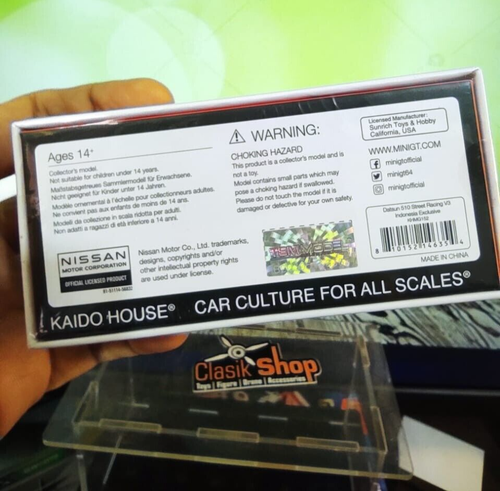 Ages 14+
Collector's model.
Not suitable for children under 14 years.
Maßstabsgetreues Sammlermodell für Erwachsene.
Nicht geeignet für Kinder unter 14 Jahren.
Modèle ornemental à l'échelle pour collectionneurs adultes.
Ne convient pas aux enfants de moins de 14 ans.
Modelli da collezione in scala ridotta per adulti.
Non adatti a ragazzi di età inferiore a 14 anni.
WARNING:
CHOKING HAZARD
This product is a collector's model and is
not a toy.
Model contains small parts which may
pose a choking hazard if swallowed.
Please do not touch the model if it is
damaged or defective for your own safety.
Licensed Manufacturer:
Sunrich Toys & Hobby
California, USA
WWW.MINIGT.COM
minigtofficial
minigt64
minigtofficial
Datsun 510 Street Racing V3
Indonesia Exclusive
MADE IN CHINA
NISSAN
MOTOR CORPORATION
OFFICIAL LICENSED PRODUCT
Nissan Motor Co., Ltd. trademarks,
designs, copyrights and/or
other intellectual property rights
are used under license.
KAIDO HOUSE® CAR CULTURE FOR ALL SCALES®
Clasik Shop
Toys | Figure | Drone | Accessories